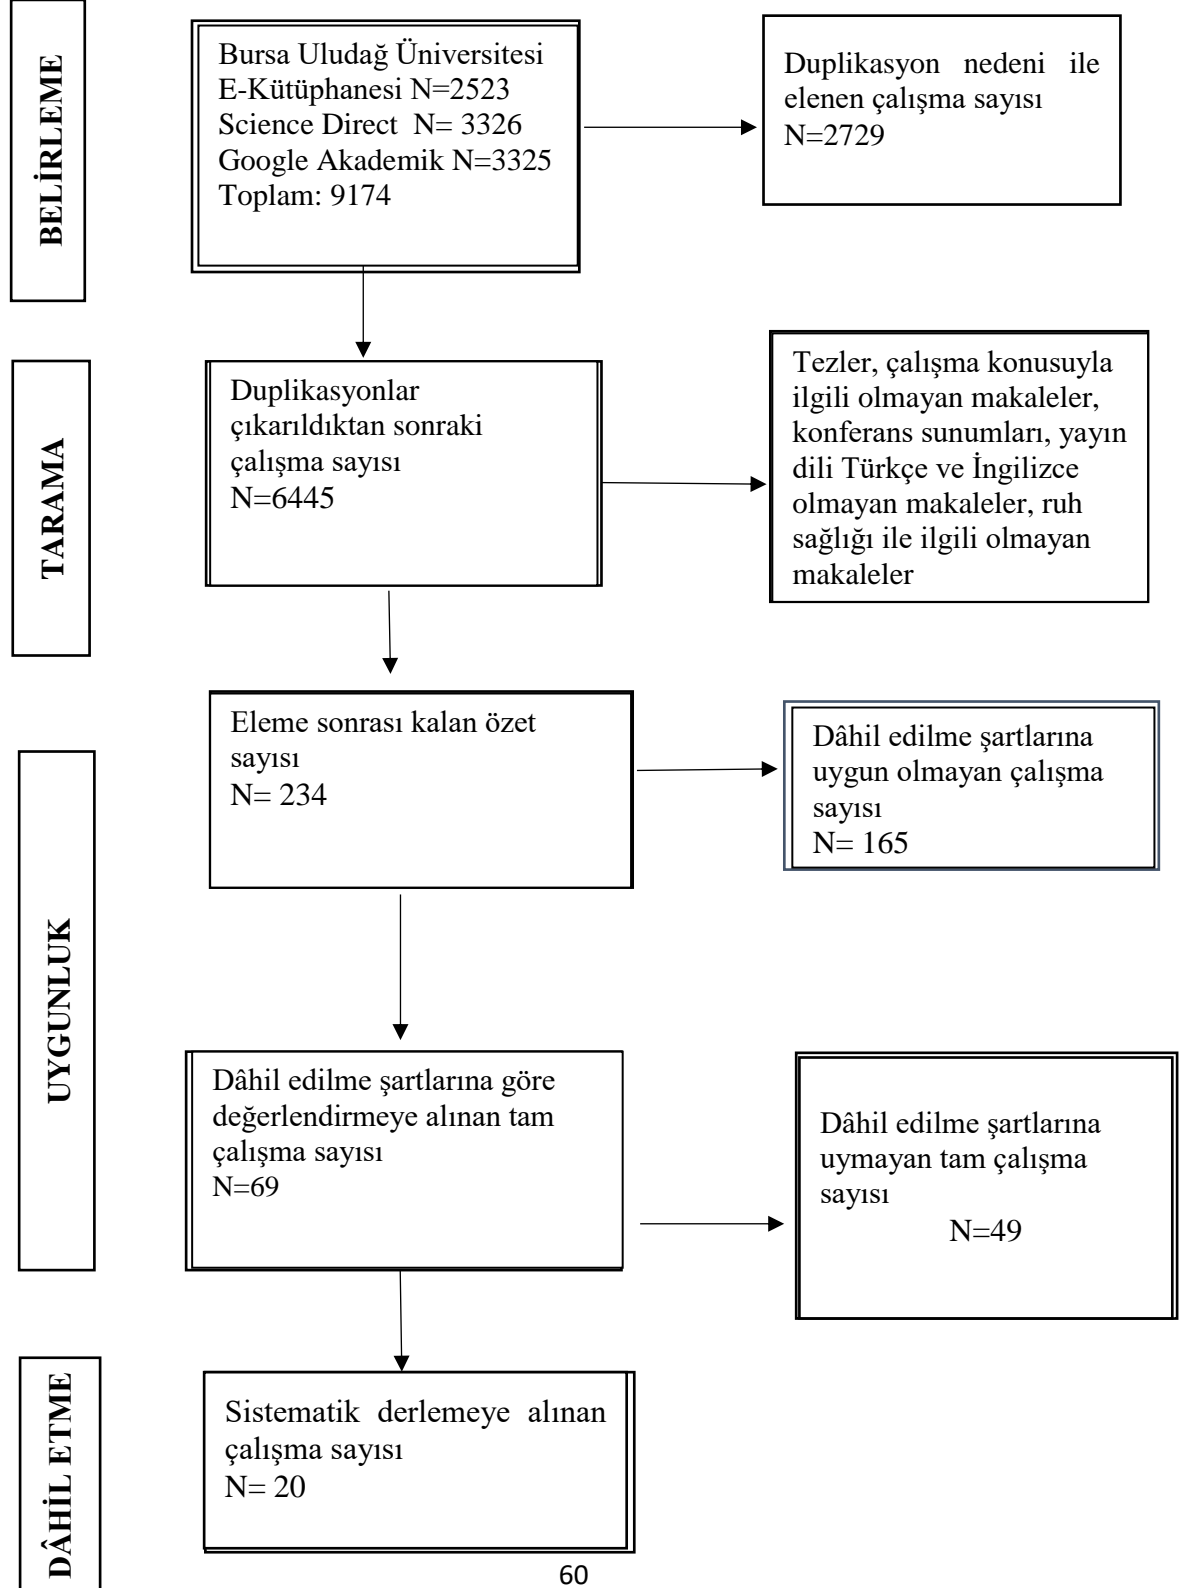 BELİRLEME
Bursa Uludağ Üniversitesi
E-Kütüphanesi N=2523
Science Direct N= 3326
Google Akademik N=3325
Toplam: 9174
Duplikasyon nedeni ile
elenen çalışma sayısı
N=2729
TARAMA
Duplikasyonlar
çıkarıldıktan sonraki
çalışma sayısı
N=6445
Tezler, çalışma konusuyla
ilgili olmayan makaleler,
konferans sunumları, yayın
dili Türkçe ve İngilizce
olmayan makaleler, ruh
sağlığı ile ilgili olmayan
makaleler
UYGUNLUK
Eleme sonrası kalan özet
sayısı
N= 234
Dâhil edilme şartlarına
uygun olmayan çalışma
sayısı
N= 165
Dâhil edilme şartlarına göre
değerlendirmeye alınan tam
çalışma sayısı
N=69
Dâhil edilme şartlarına
uymayan tam çalışma
sayısı
N=49
DÂHİL ETME
Sistematik derlemeye alınan
çalışma sayısı
N= 20
60